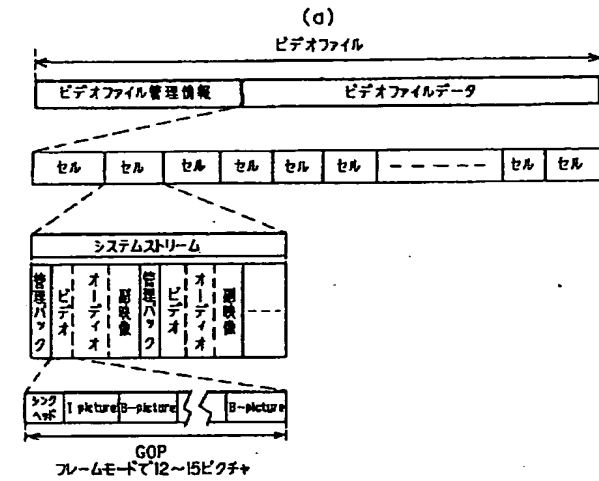 (a)
ビデオファイル
ビデオファイル管理情報 ビデオファイルデータ
セル セル セル セル セル セル ----- セル セル
システムストリーム
管理パック ビデオ オーディオ 副映像 管理パック ビデオ オーディオ 副映像 ---
シンクヘッド I picture B-picture B-picture
GOP
フレームモードで12〜15ピクチャ